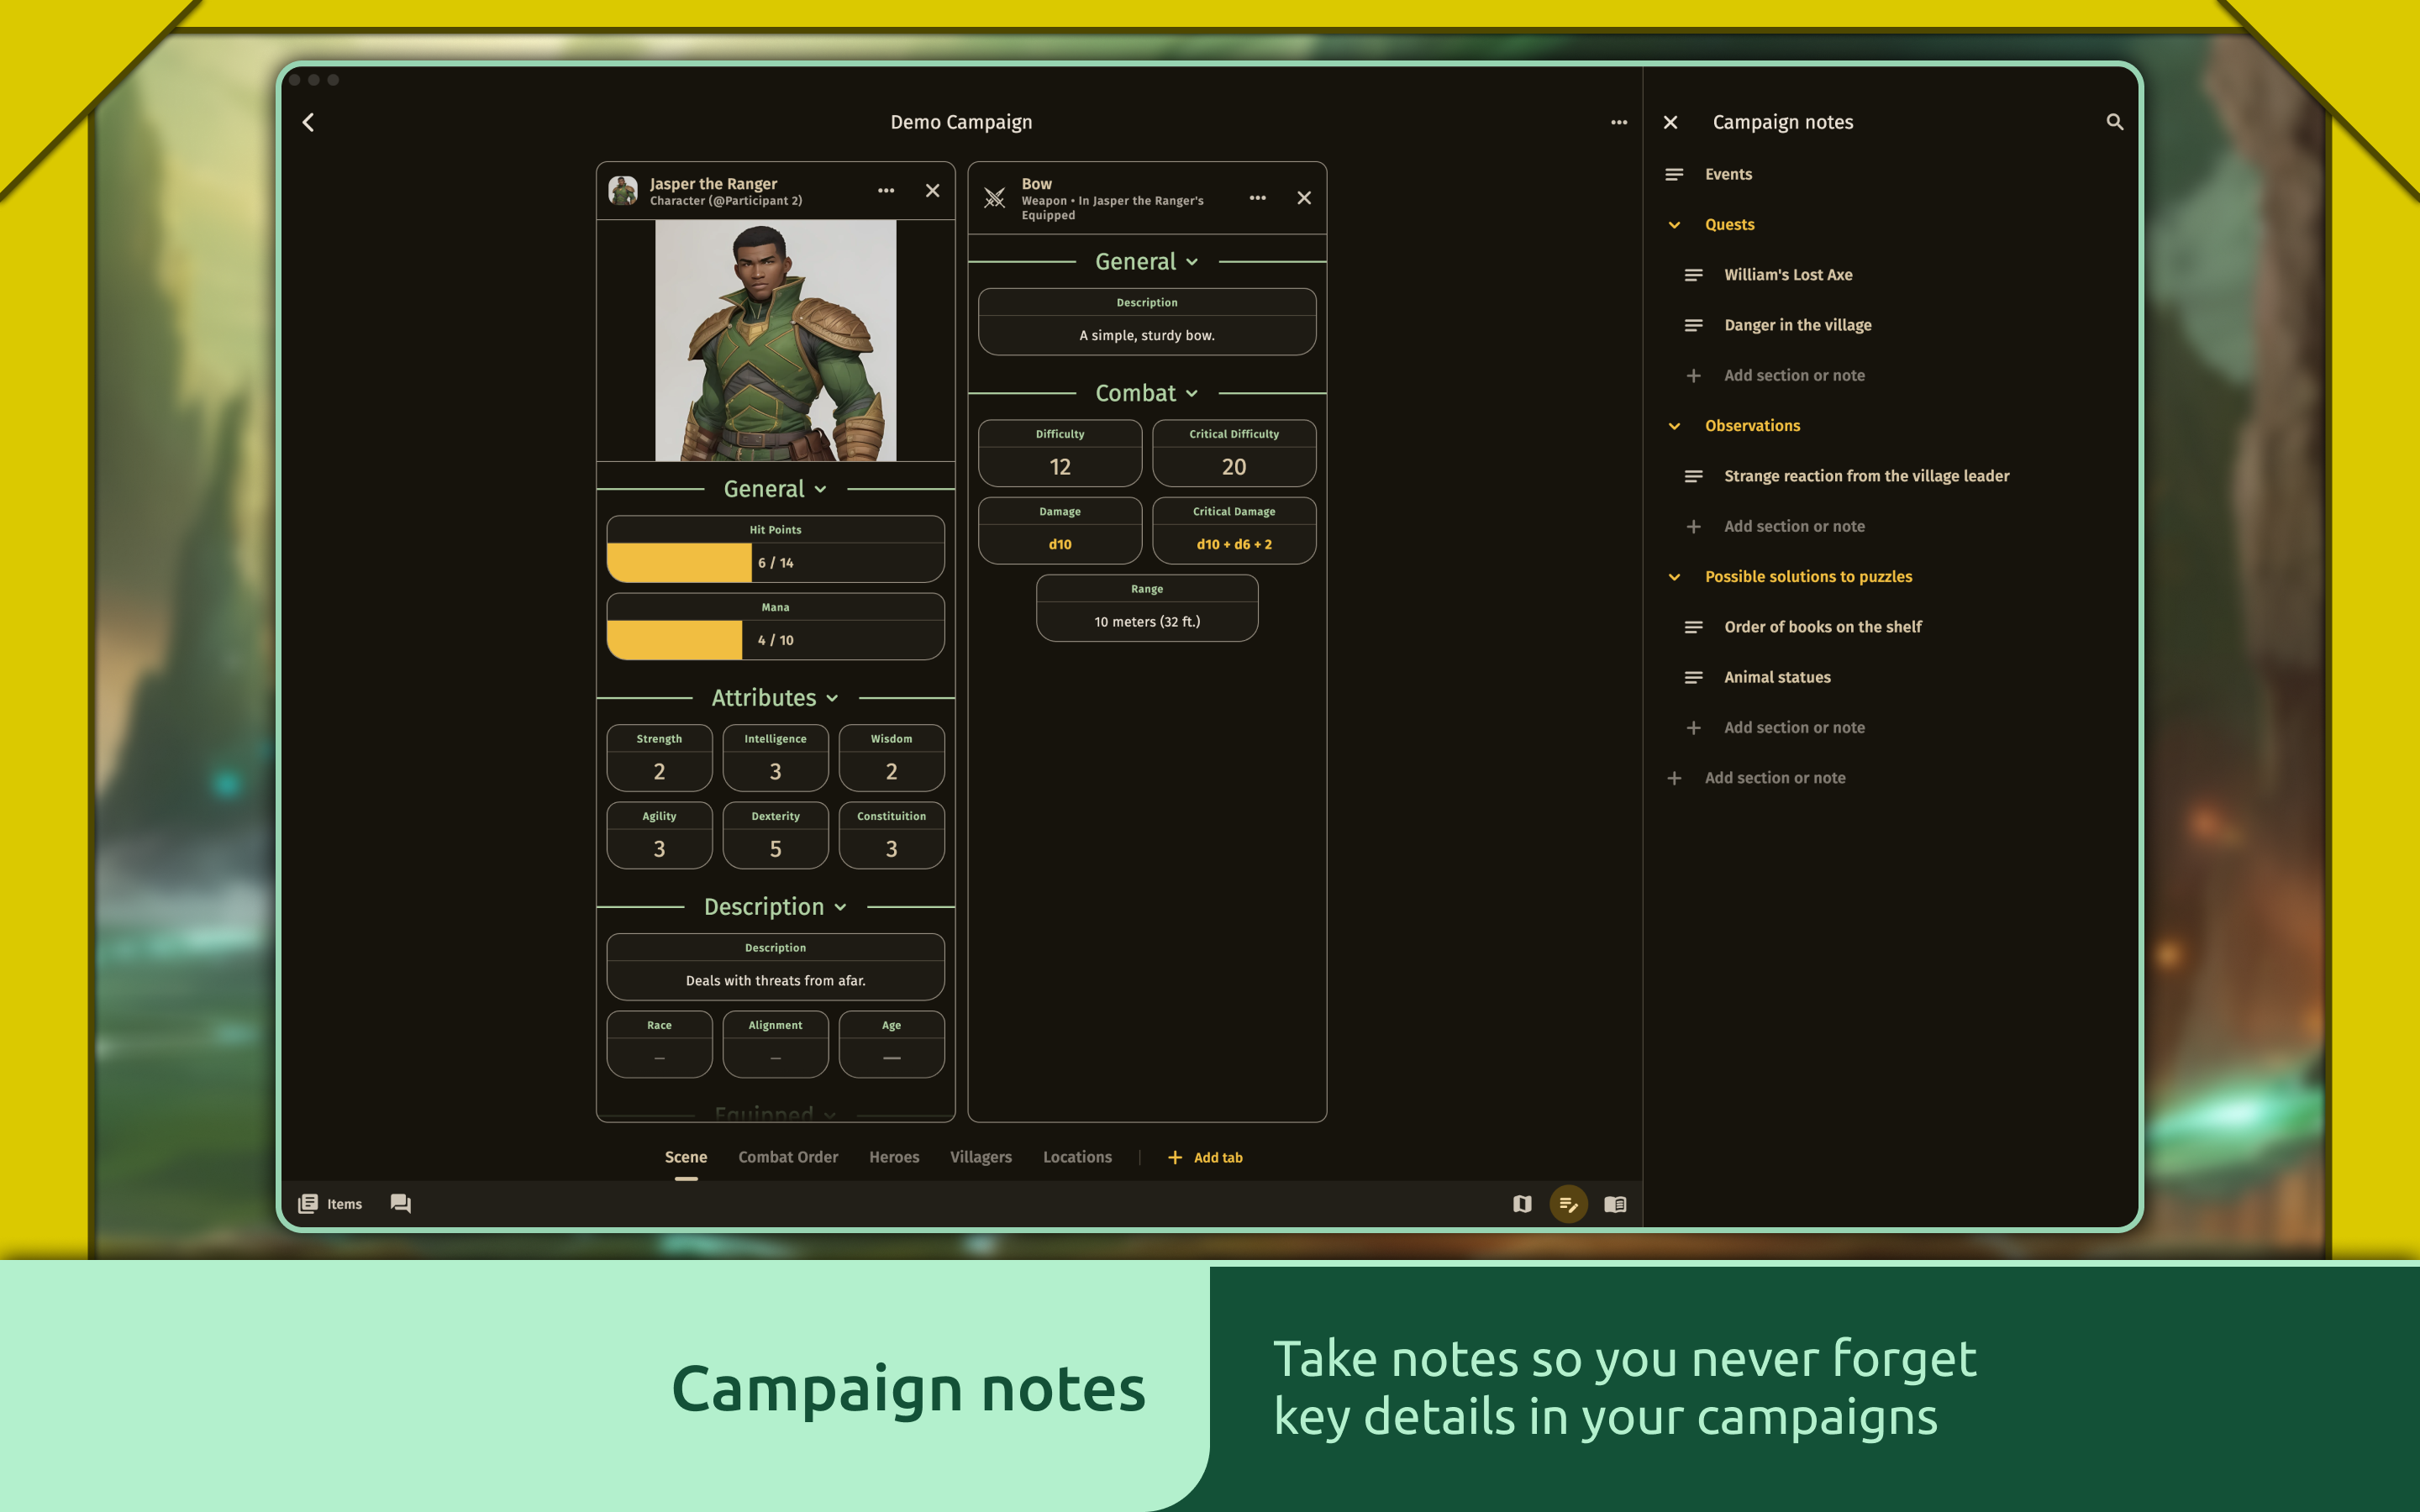 Demo Campaign
Jasper the Ranger
Character (@Participant 2)
General
Hit Points
6 / 14
Mana
4 / 10
Attributes
Strength
Intelligence
Wisdom
2
3
2
Agility
Dexterity
Constituition
3
5
3
Description
Description
Deals with threats from afar.
Race
Alignment
Age
–
–
—
Equipped
Bow
Weapon • In Jasper the Ranger's
Equipped
General
Description
A simple, sturdy bow.
Combat
Difficulty
Critical Difficulty
12
20
Damage
Critical Damage
d10
d10 + d6 + 2
Range
10 meters (32 ft.)
Scene
Combat Order
Heroes
Villagers
Locations
Add tab
Items
Campaign notes
Events
Quests
William's Lost Axe
Danger in the village
Add section or note
Observations
Strange reaction from the village leader
Add section or note
Possible solutions to puzzles
Order of books on the shelf
Animal statues
Add section or note
Add section or note
Campaign notes
Take notes so you never forget
key details in your campaigns